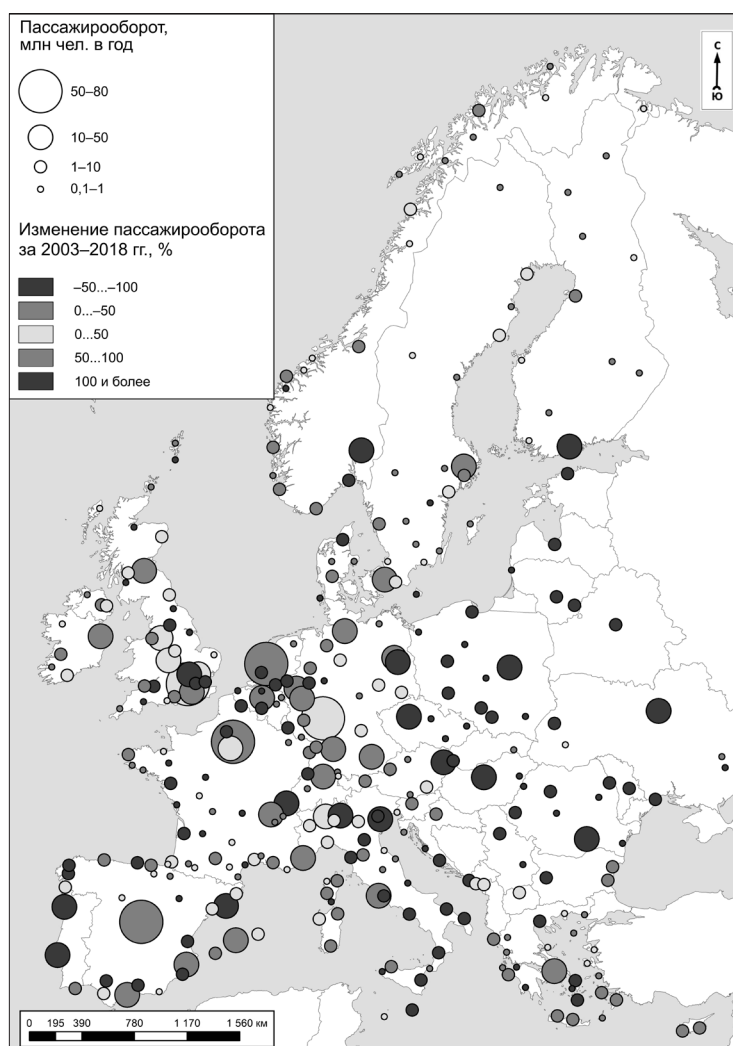 Пассажирооборот,
млн чел. в год
50–80
10–50
1–10
0,1–1
Изменение пассажирооборота
за 2003–2018 гг., %
–50...–100
0...–50
0...50
50...100
100 и более
С
Ю
0 195 390 780 1 170 1 560 км